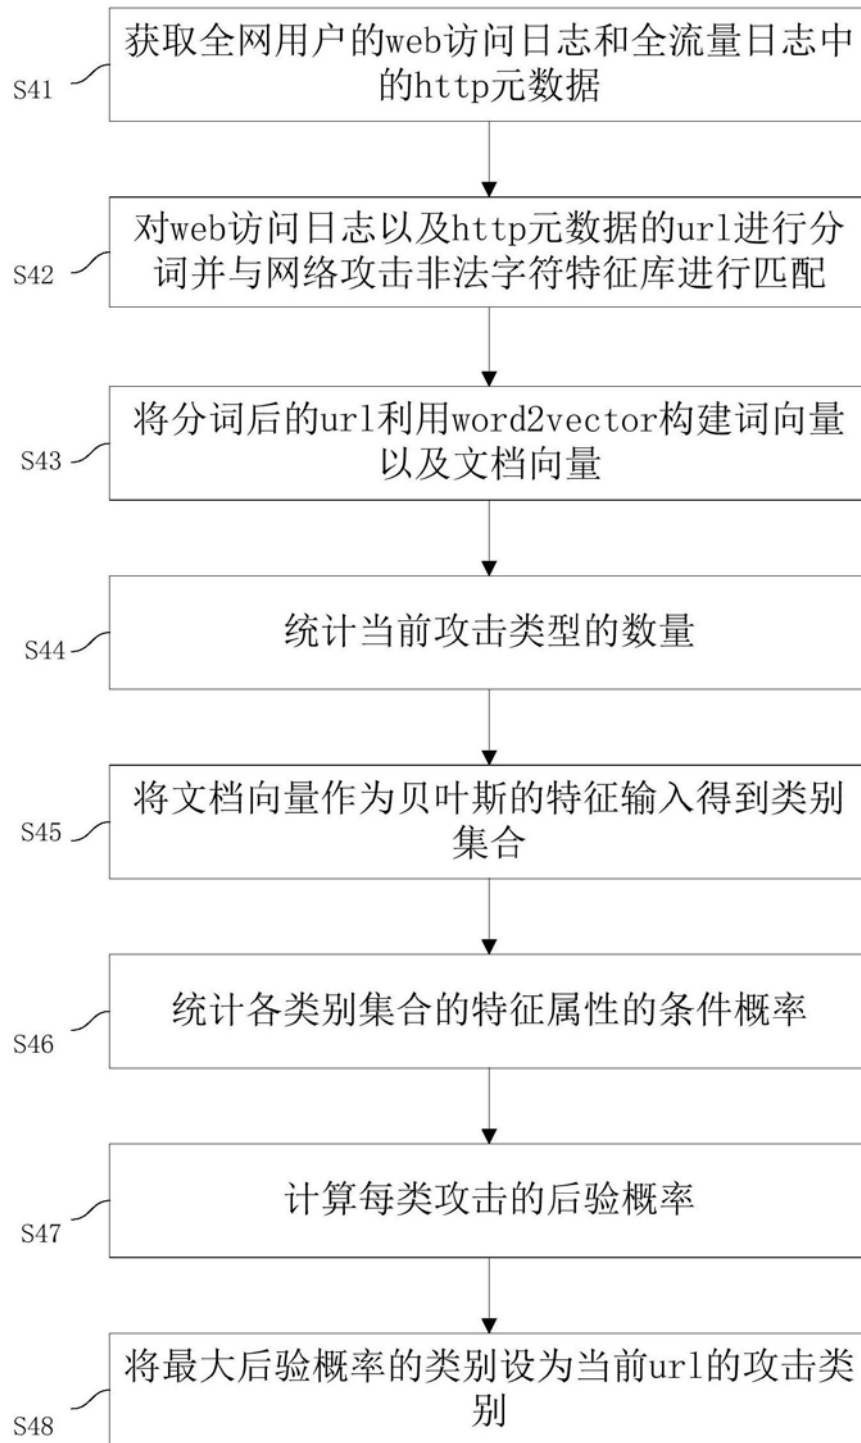 获取全网用户的web访问日志和全流量日志中
的http元数据
S41
对web访问日志以及http元数据的url进行分
词并与网络攻击非法字符特征库进行匹配
S42
将分词后的url利用word2vector构建词向量
以及文档向量
S43
统计当前攻击类型的数量
S44
将文档向量作为贝叶斯的特征输入得到类别
集合
S45
统计各类别集合的特征属性的条件概率
S46
计算每类攻击的后验概率
S47
将最大后验概率的类别设为当前url的攻击类
别
S48